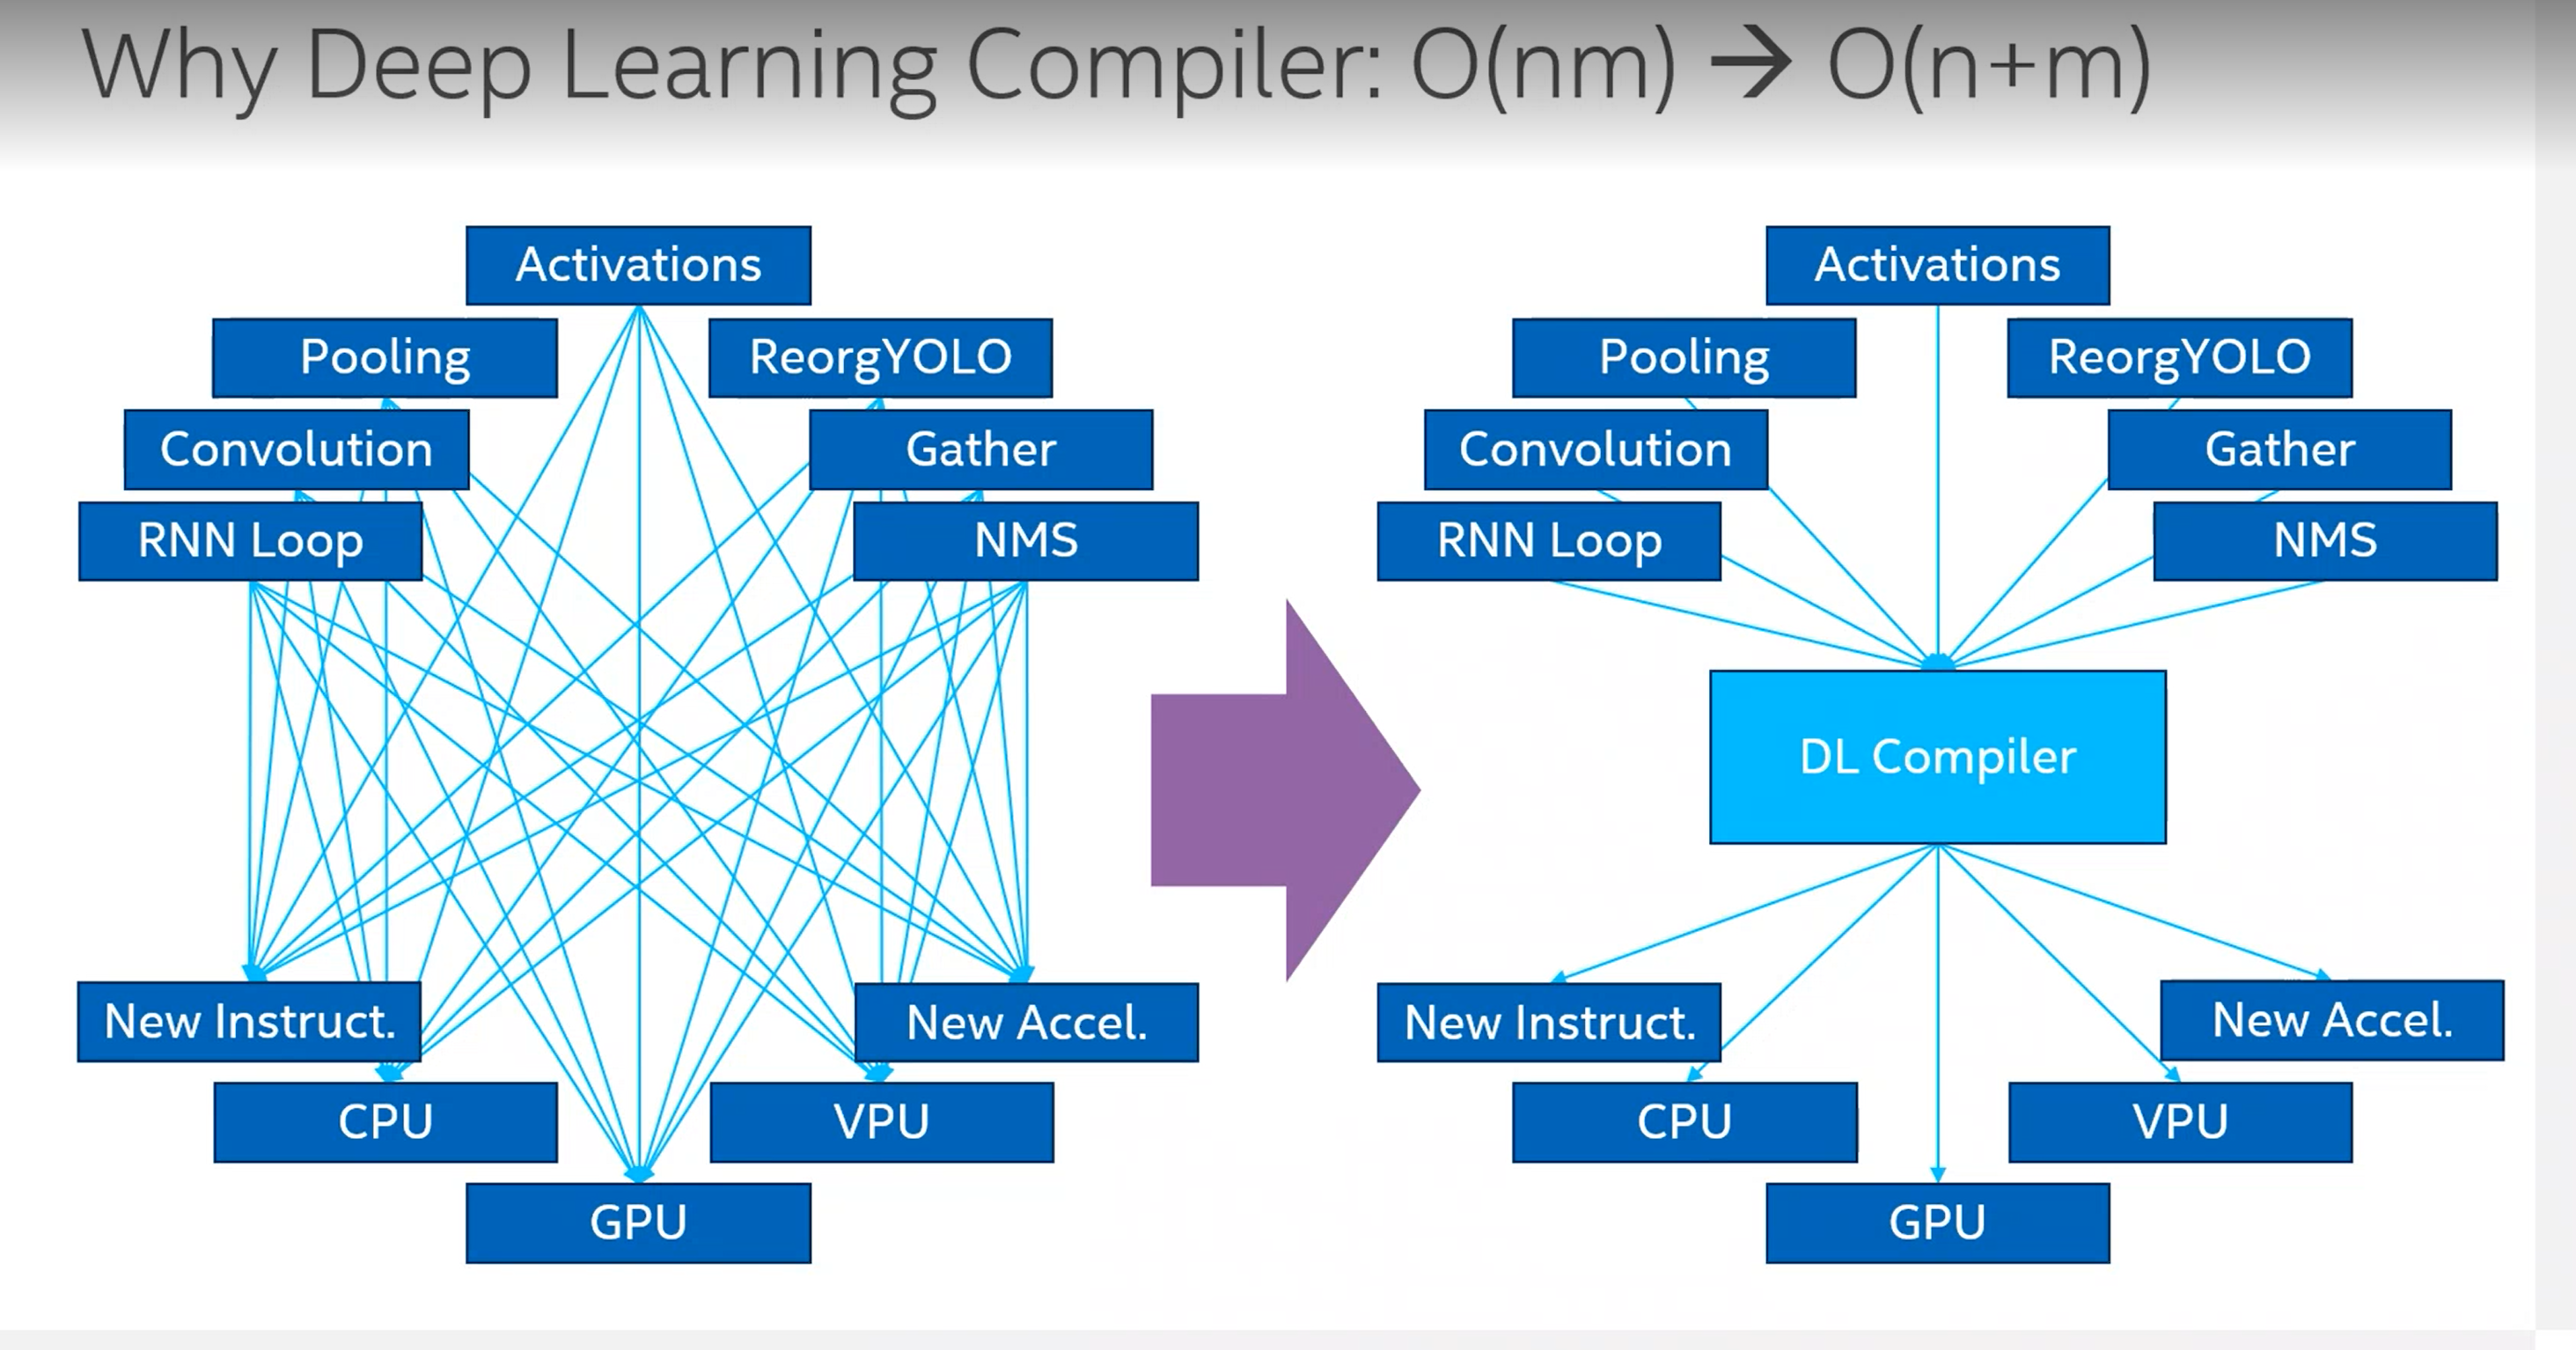 Why Deep Learning Compiler: O(nm) → O(n+m)
Activations
Pooling
ReorgYOLO
Convolution
Gather
RNN Loop
NMS
New Instruct.
New Accel.
CPU
VPU
GPU
Activations
Pooling
ReorgYOLO
Convolution
Gather
RNN Loop
NMS
DL Compiler
New Instruct.
New Accel.
CPU
VPU
GPU